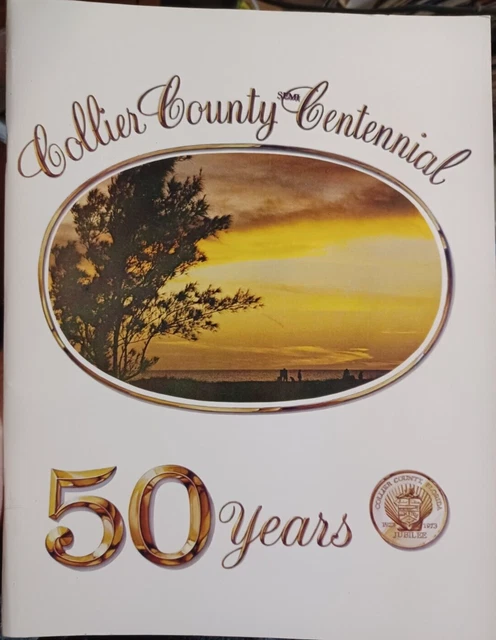 Collier County SEMI Centennial
50 Years
COLLIER COUNTY, FLORIDA
1923 1973
JUBILEE